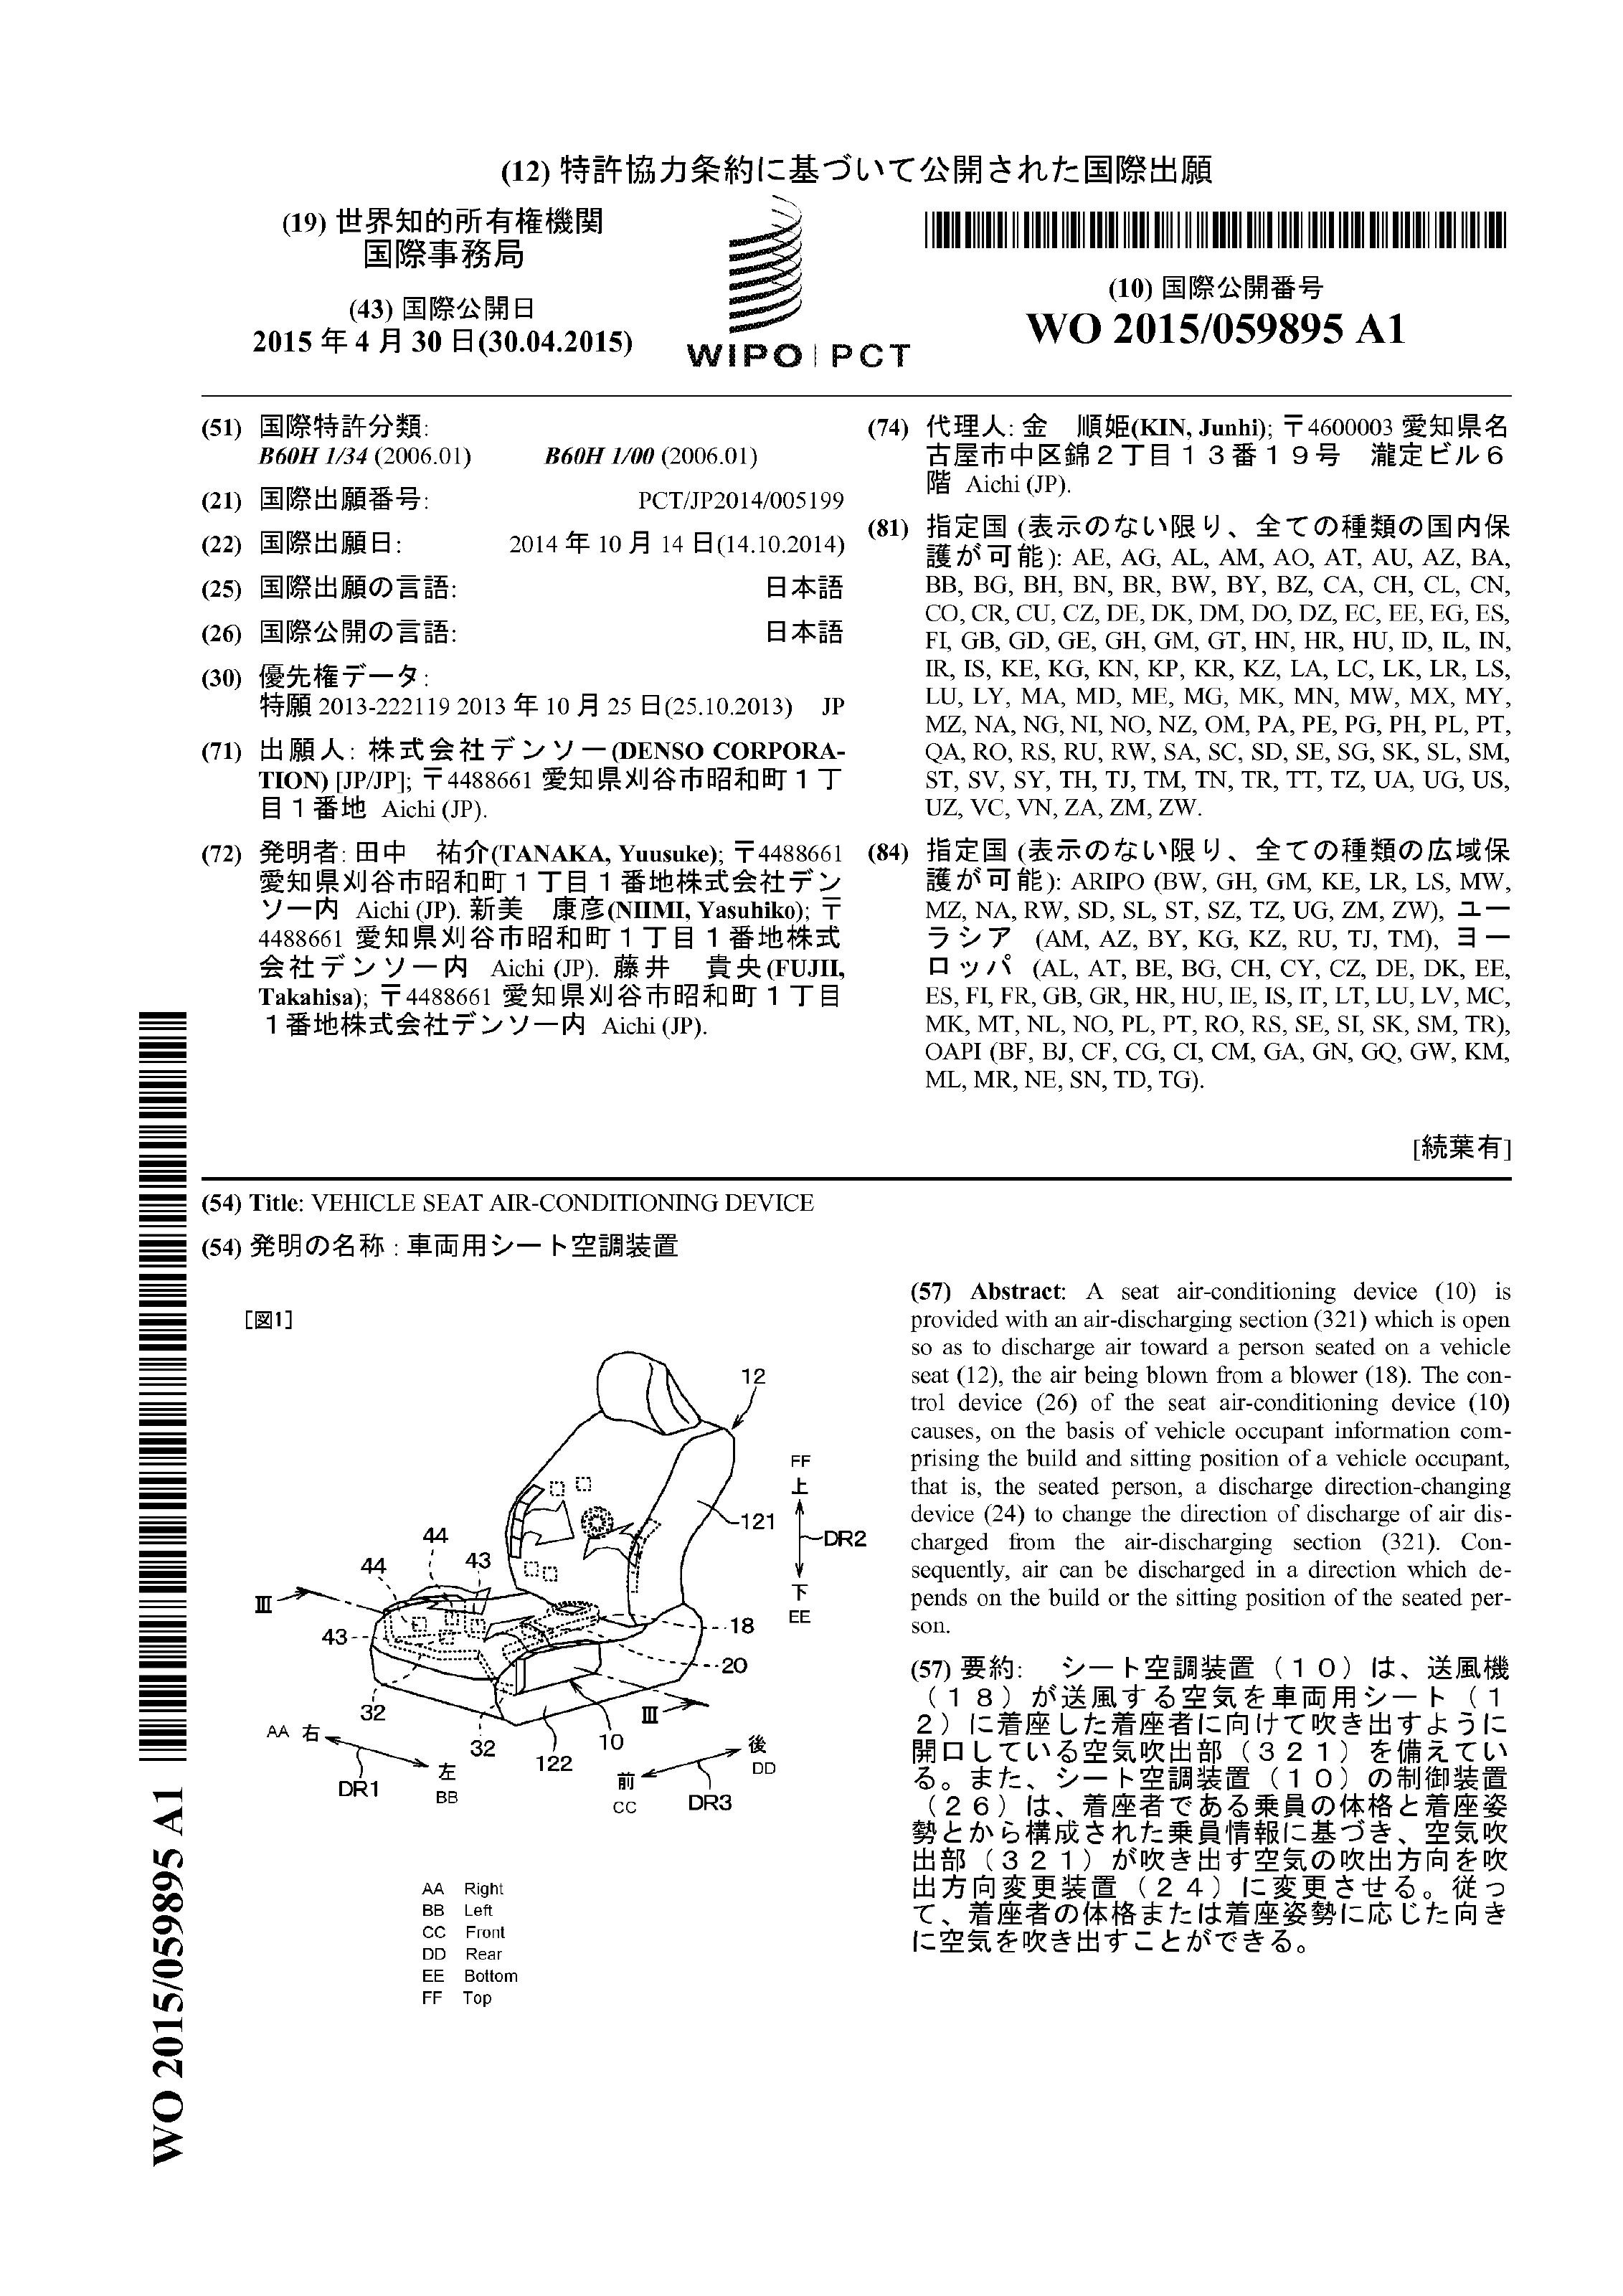 (12) 特許協力条約に基づいて公開された国際出願
(19) 世界知的所有権機関
国際事務局
(43) 国際公開日
2015 年 4 月 30 日(30.04.2015)
WIPO | PCT
(10) 国際公開番号
WO 2015/059895 A1
(51) 国際特許分類:
B60H 1/34 (2006.01) B60H 1/00 (2006.01)
(21) 国際出願番号: PCT/JP2014/005199
(22) 国際出願日: 2014 年 10 月 14 日(14.10.2014)
(25) 国際出願の言語: 日本語
(26) 国際公開の言語: 日本語
(30) 優先権データ:
特願 2013-222119 2013 年 10 月 25 日(25.10.2013) JP
(71) 出願人: 株式会社デンソー(DENSO CORPORA-
TION) [JP/JP]; 〒4488661 愛知県刈谷市昭和町１丁
目１番地 Aichi (JP).
(72) 発明者: 田中 祐介(TANAKA, Yuusuke); 〒4488661
愛知県刈谷市昭和町１丁目１番地株式会社デン
ソー内 Aichi (JP). 新美 康彦(NIIMI, Yasuhiko); 〒
4488661 愛知県刈谷市昭和町１丁目１番地株式
会社デンソー内 Aichi (JP). 藤井 貴央(FUJII,
Takahisa); 〒4488661 愛知県刈谷市昭和町１丁目
１番地株式会社デンソー内 Aichi (JP).
(74) 代理人: 金 順姫(KIN, Junhi); 〒4600003 愛知県名
古屋市中区錦２丁目１３番１９号 瀧定ビル６
階 Aichi (JP).
(81) 指定国 (表示のない限り、全ての種類の国内保
護が可能): AE, AG, AL, AM, AO, AT, AU, AZ, BA,
BB, BG, BH, BN, BR, BW, BY, BZ, CA, CH, CL, CN,
CO, CR, CU, CZ, DE, DK, DM, DO, DZ, EC, EE, EG, ES,
FI, GB, GD, GE, GH, GM, GT, HN, HR, HU, ID, IL, IN,
IR, IS, KE, KG, KN, KP, KR, KZ, LA, LC, LK, LR, LS,
LU, LY, MA, MD, ME, MG, MK, MN, MW, MX, MY,
MZ, NA, NG, NI, NO, NZ, OM, PA, PE, PG, PH, PL, PT,
QA, RO, RS, RU, RW, SA, SC, SD, SE, SG, SK, SL, SM,
ST, SV, SY, TH, TJ, TM, TN, TR, TT, TZ, UA, UG, US,
UZ, VC, VN, ZA, ZM, ZW.
(84) 指定国 (表示のない限り、全ての種類の広域保
護が可能): ARIPO (BW, GH, GM, KE, LR, LS, MW,
MZ, NA, RW, SD, SL, ST, SZ, TZ, UG, ZM, ZW), ユー
ラシア (AM, AZ, BY, KG, KZ, RU, TJ, TM), ヨー
ロッパ (AL, AT, BE, BG, CH, CY, CZ, DE, DK, EE,
ES, FI, FR, GB, GR, HR, HU, IE, IS, IT, LT, LU, LV, MC,
MK, MT, NL, NO, PL, PT, RO, RS, SE, SI, SK, SM, TR),
OAPI (BF, BJ, CF, CG, CI, CM, GA, GN, GQ, GW, KM,
ML, MR, NE, SN, TD, TG).
[続葉有]
(54) Title: VEHICLE SEAT AIR-CONDITIONING DEVICE
(54) 発明の名称 : 車両用シート空調装置
[図1]
12
FF
上
121
DR2
44
44
43
下
EE
III
43
18
20
32
III
AA 右
10
32
122
後
DD
左
BB
前
CC
DR1
DR3
AA Right
BB Left
CC Front
DD Rear
EE Bottom
FF Top
(57) Abstract: A seat air-conditioning device (10) is
provided with an air-discharging section (321) which is open
so as to discharge air toward a person seated on a vehicle
seat (12), the air being blown from a blower (18). The con-
trol device (26) of the seat air-conditioning device (10)
causes, on the basis of vehicle occupant information com-
prising the build and sitting position of a vehicle occupant,
that is, the seated person, a discharge direction-changing
device (24) to change the direction of discharge of air dis-
charged from the air-discharging section (321). Con-
sequently, air can be discharged in a direction which de-
pends on the build or the sitting position of the seated per-
son.
(57) 要約: シート空調装置（１０）は、送風機
（１８）が送風する空気を車両用シート（１
２）に着座した着座者に向けて吹き出すように
開口している空気吹出部（３２１）を備えてい
る。また、シート空調装置（１０）の制御装置
（２６）は、着座者である乗員の体格と着座姿
勢とから構成された乗員情報に基づき、空気吹
出部（３２１）が吹き出す空気の吹出方向を吹
出方向変更装置（２４）に変更させる。従っ
て、着座者の体格または着座姿勢に応じた向き
に空気を吹き出すことができる。
WO 2015/059895 A1